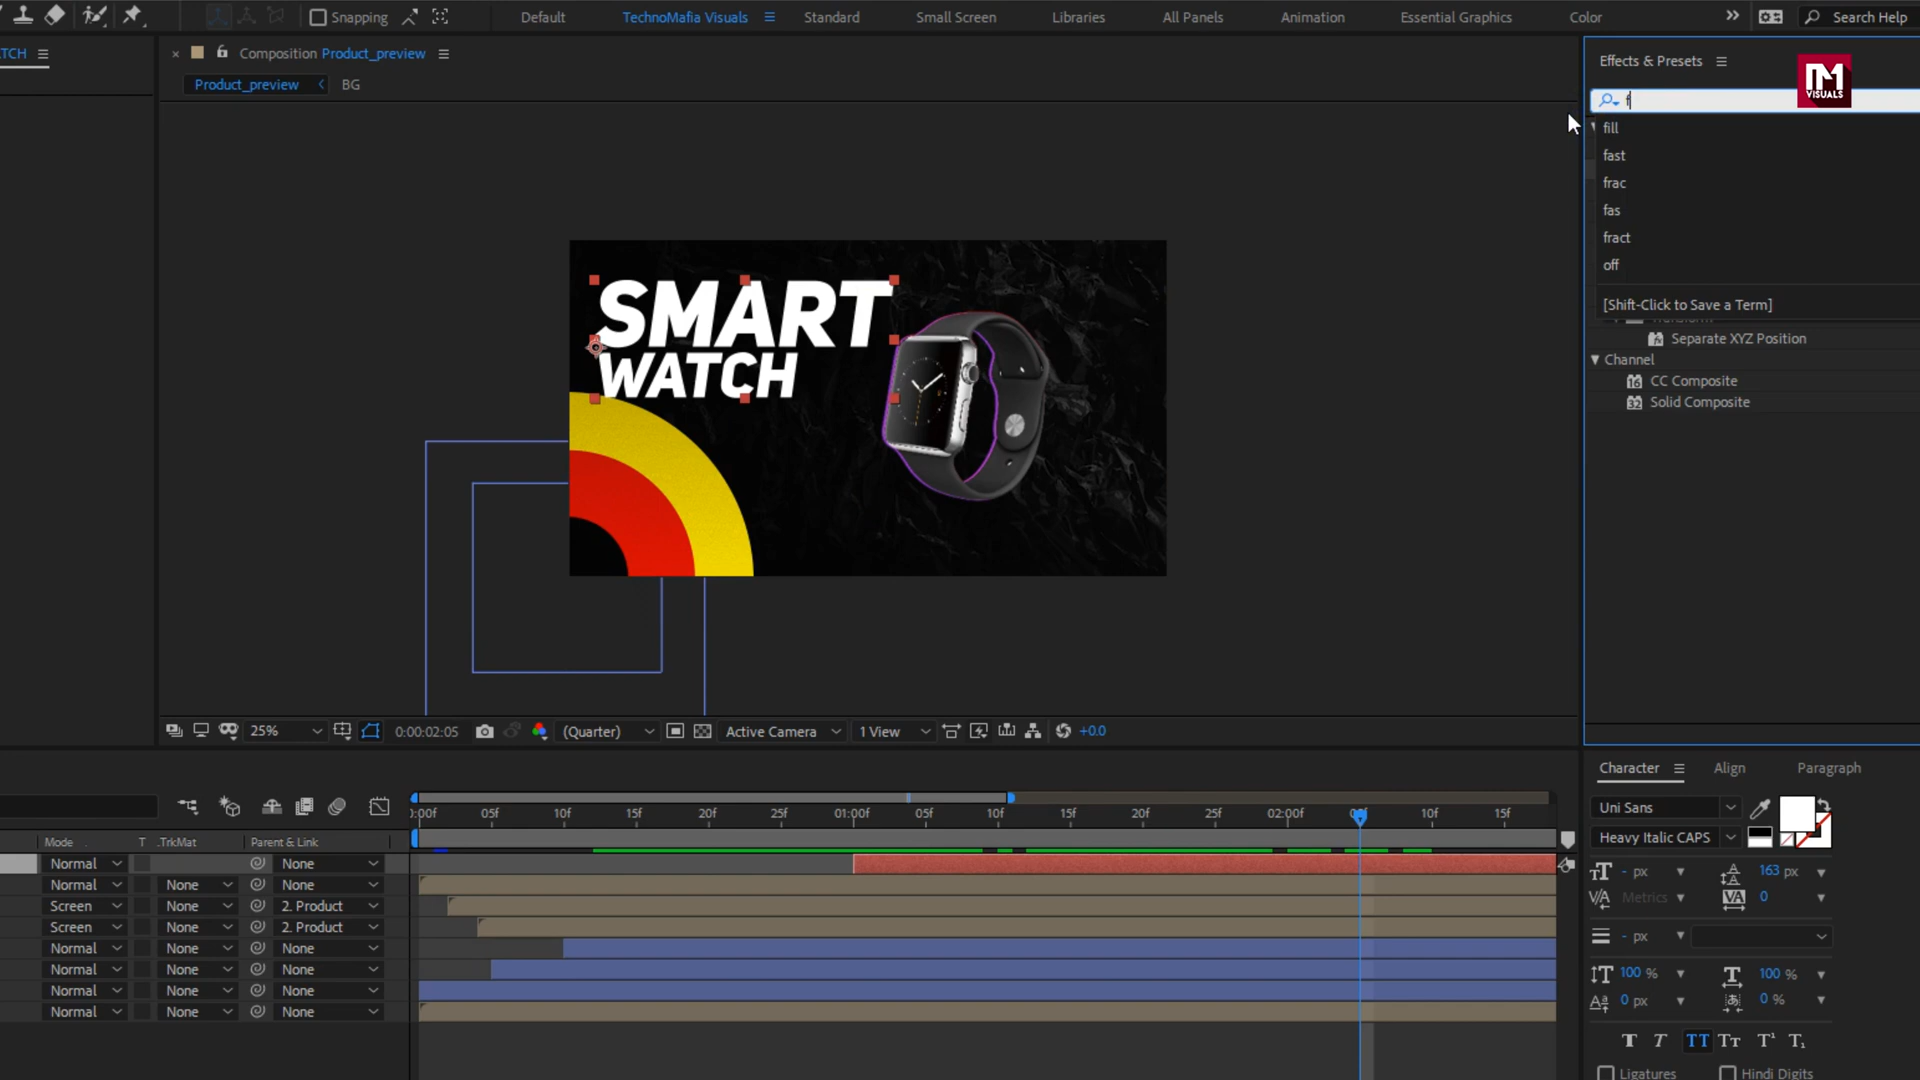 Snapping
Default
TechnoMafia Visuals
Standard
Small Screen
Libraries
All Panels
Animation
Essential Graphics
Color
Search Help
TCH
Composition Product_preview
Product_preview
BG
Effects & Presets
VISUALS
f
fill
fast
frac
fas
fract
off
[Shift-Click to Save a Term]
Separate XYZ Position
Channel
CC Composite
Solid Composite
SMART
WATCH
25%
0:00:02:05
(Quarter)
Active Camera
1 View
+0.0
Character
Align
Paragraph
:00f 05f 10f 15f 20f 25f 01:00f 05f 10f 15f 20f 25f 02:00f 10f 15f
Mode T .TrkMat Parent & Link
Normal None
Normal None None
Screen None 2. Product
Screen None 2. Product
Normal None None
Normal None None
Normal None None
Normal None None
Uni Sans
Heavy Italic CAPS
- px 163 px
Metrics 0
- px
100 % 100 %
0 px 0 %
Ligatures
Hindi Digits